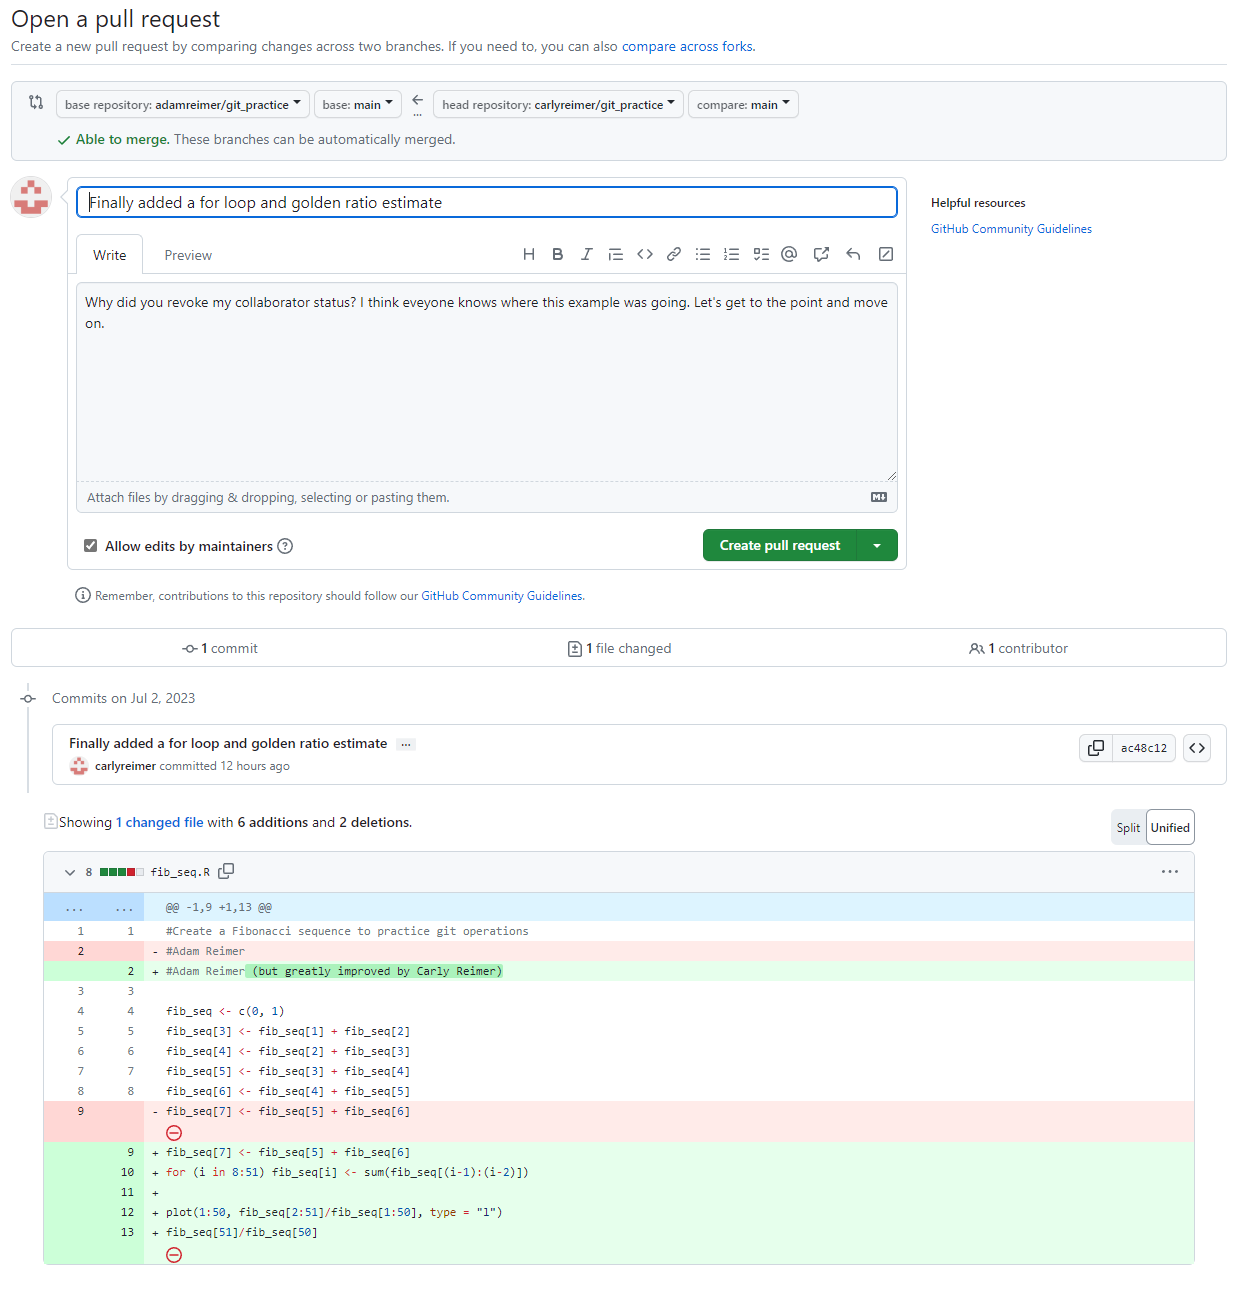 Open a pull request
Create a new pull request by comparing changes across two branches. If you need to, you can also compare across forks.
base repository: adamreimer/git_practice base: main ... head repository: carlyreimer/git_practice compare: main
Able to merge. These branches can be automatically merged.
Finally added a for loop and golden ratio estimate
Helpful resources
GitHub Community Guidelines
Write Preview
Why did you revoke my collaborator status? I think eveyone knows where this example was going. Let's get to the point and move
on.
Attach files by dragging & dropping, selecting or pasting them.
Allow edits by maintainers
Create pull request
Remember, contributions to this repository should follow our GitHub Community Guidelines.
1 commit 1 file changed 1 contributor
Commits on Jul 2, 2023
Finally added a for loop and golden ratio estimate ...
carlyreimer committed 12 hours ago
ac48c12
Showing 1 changed file with 6 additions and 2 deletions.
Split Unified
8 fib_seq.R
... ... @@ -1,9 +1,13 @@
1 1 #Create a Fibonacci sequence to practice git operations
2 - #Adam Reimer
2 + #Adam Reimer (but greatly improved by Carly Reimer)
3 3
4 4 fib_seq <- c(0, 1)
5 5 fib_seq[3] <- fib_seq[1] + fib_seq[2]
6 6 fib_seq[4] <- fib_seq[2] + fib_seq[3]
7 7 fib_seq[5] <- fib_seq[3] + fib_seq[4]
8 8 fib_seq[6] <- fib_seq[4] + fib_seq[5]
9 - fib_seq[7] <- fib_seq[5] + fib_seq[6]
9 + fib_seq[7] <- fib_seq[5] + fib_seq[6]
10 + for (i in 8:51) fib_seq[i] <- sum(fib_seq[(i-1):(i-2)])
11 +
12 + plot(1:50, fib_seq[2:51]/fib_seq[1:50], type = "l")
13 + fib_seq[51]/fib_seq[50]